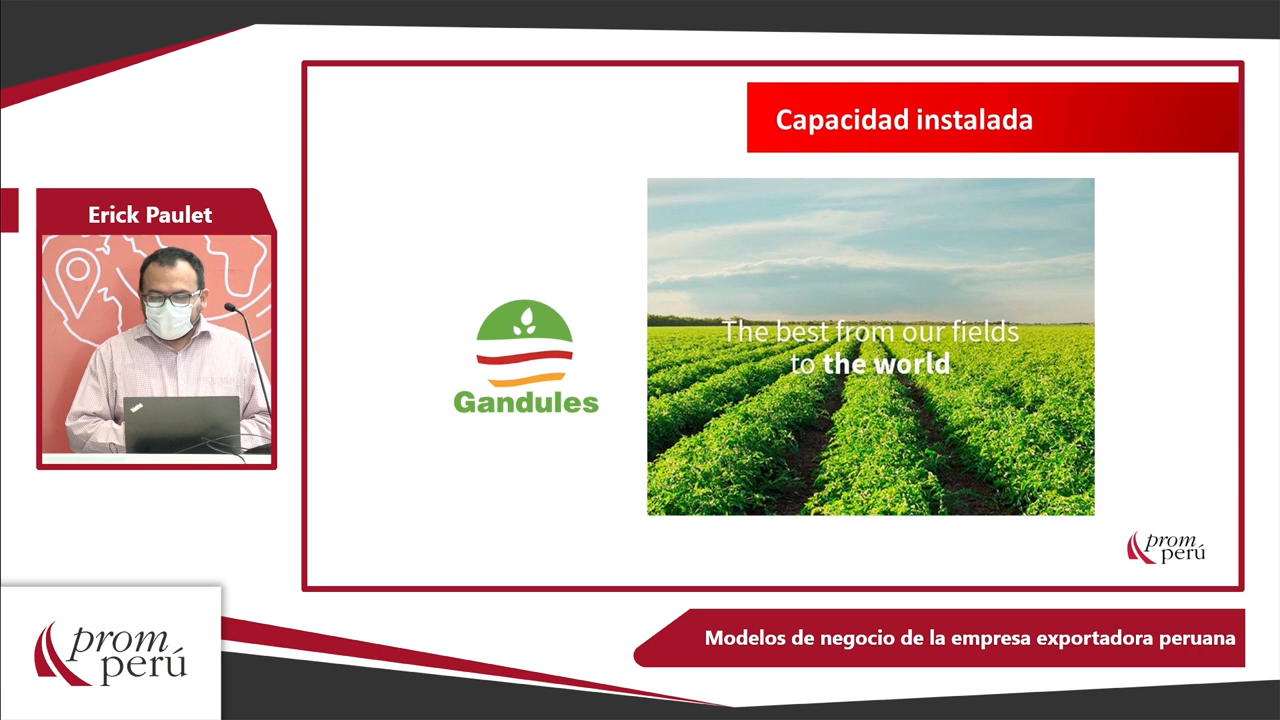 Capacidad instalada
Erick Paulet
The best from our fields
to the world
Gandules
prom
perú
Modelos de negocio de la empresa exportadora peruana
prom
perú